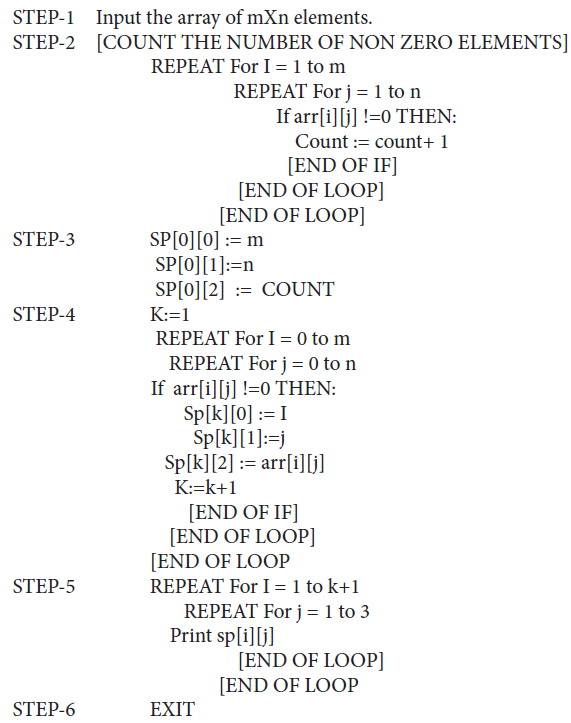 STEP-1 Input the array of mXn elements.
STEP-2 [COUNT THE NUMBER OF NON ZERO ELEMENTS]
REPEAT For I = 1 to m
REPEAT For j = 1 to n
If arr[i][j] !=0 THEN:
Count := count+ 1
[END OF IF]
[END OF LOOP]
[END OF LOOP]
STEP-3 SP[0][0] := m
SP[0][1]:=n
SP[0][2] := COUNT
STEP-4 K:=1
REPEAT For I = 0 to m
REPEAT For j = 0 to n
If arr[i][j] !=0 THEN:
Sp[k][0] := I
Sp[k][1]:=j
Sp[k][2] := arr[i][j]
K:=k+1
[END OF IF]
[END OF LOOP]
[END OF LOOP
STEP-5 REPEAT For I = 1 to k+1
REPEAT For j = 1 to 3
Print sp[i][j]
[END OF LOOP]
[END OF LOOP
STEP-6 EXIT